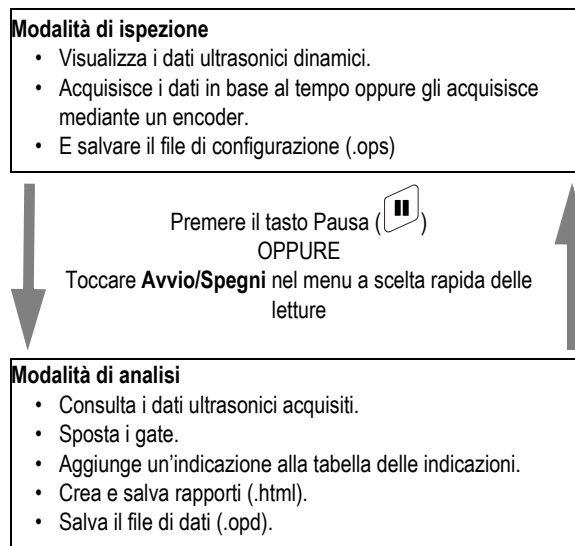 Modalità di ispezione
• Visualizza i dati ultrasonici dinamici.
• Acquisisce i dati in base al tempo oppure gli acquisisce
mediante un encoder.
• E salvare il file di configurazione (.ops)
Premere il tasto Pausa ( )
OPPURE
Toccare Avvio/Spegni nel menu a scelta rapida delle
letture
Modalità di analisi
• Consulta i dati ultrasonici acquisiti.
• Sposta i gate.
• Aggiunge un'indicazione alla tabella delle indicazioni.
• Crea e salva rapporti (.html).
• Salva il file di dati (.opd).